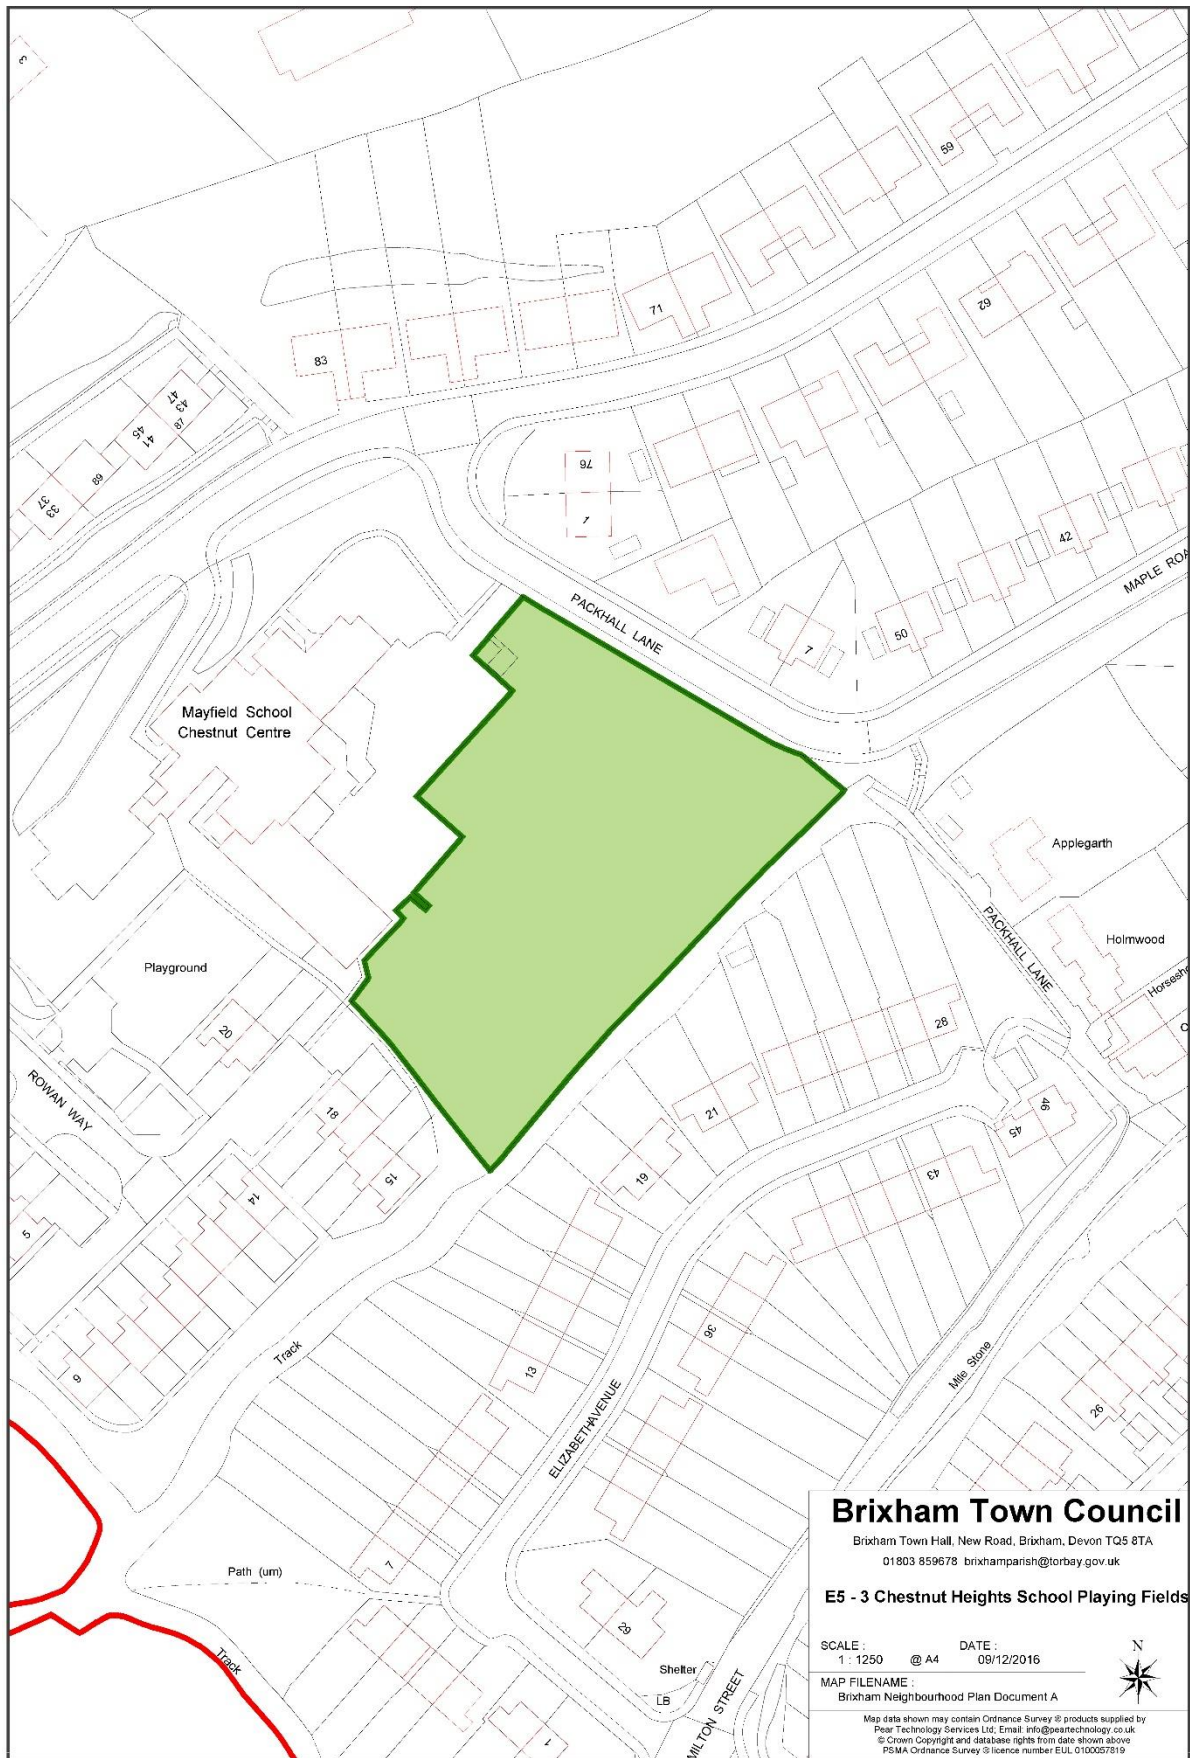 3
59
71
62
83
43
47
41
45
87
76
89
33
37
1
42
MAPLE ROA
PACKHALL LANE
50
7
Mayfield School
Chestnut Centre
Applegarth
PACKHALL LANE
Holmwood
Playground
Horsesho
C
20
28
ROWAN WAY
21
46
18
45
19
43
15
14
5
36
Track
Mile Stone
13
9
26
ELIZABETH AVENUE
7
Path (um)
29
Track
Shelter
LB
MILTON STREET
1
Brixham Town Council
Brixham Town Hall, New Road, Brixham, Devon TQ5 8TA
01803 859678 brixhamparish@torbay.gov.uk
E5 - 3 Chestnut Heights School Playing Fields
SCALE : DATE :
1 : 1250 @ A4 09/12/2016
N
MAP FILENAME :
Brixham Neighbourhood Plan Document A
Map data shown may contain Ordnance Survey ® products supplied by
Pear Technology Services Ltd; Email: info@peartechnology.co.uk
© Crown Copyright and database rights from date shown above
PSMA Ordnance Survey ® licence number EUL 0100057819